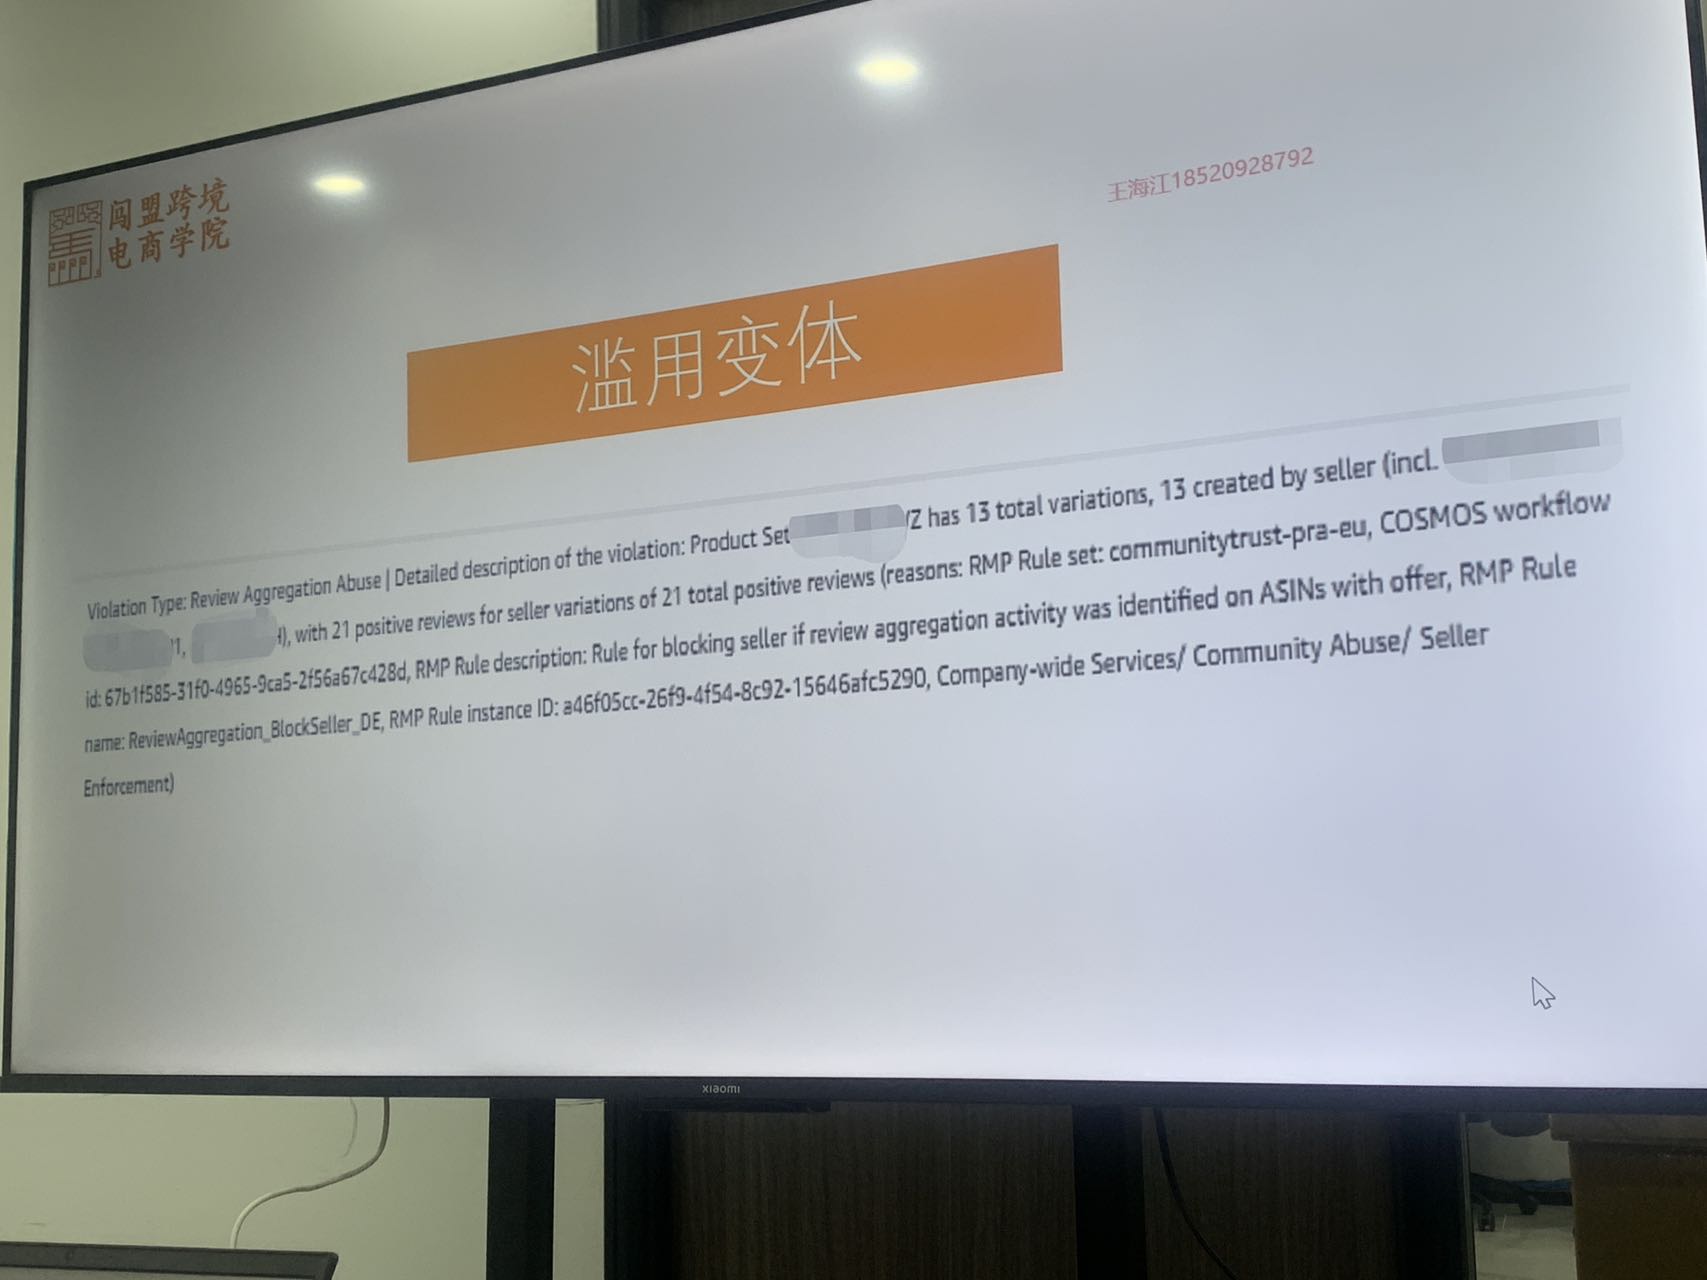 闯盟跨境
电商学院
王海江18520928792
滥用变体
Violation Type: Review Aggregation Abuse | Detailed description of the violation: Product Set /Z has 13 total variations, 13 created by seller (incl.
1, H), with 21 positive reviews for seller variations of 21 total positive reviews (reasons: RMP Rule set: communitytrust-pra-eu, COSMOS workflow
id: 67b1f585-31f0-4965-9ca5-2f56a67c428d, RMP Rule description: Rule for blocking seller if review aggregation activity was identified on ASINs with offer, RMP Rule
name: ReviewAggregation_BlockSeller_DE, RMP Rule instance ID: a46f05cc-26f9-4f54-8c92-15646afc5290, Company-wide Services/ Community Abuse/ Seller
Enforcement)
xiaomi